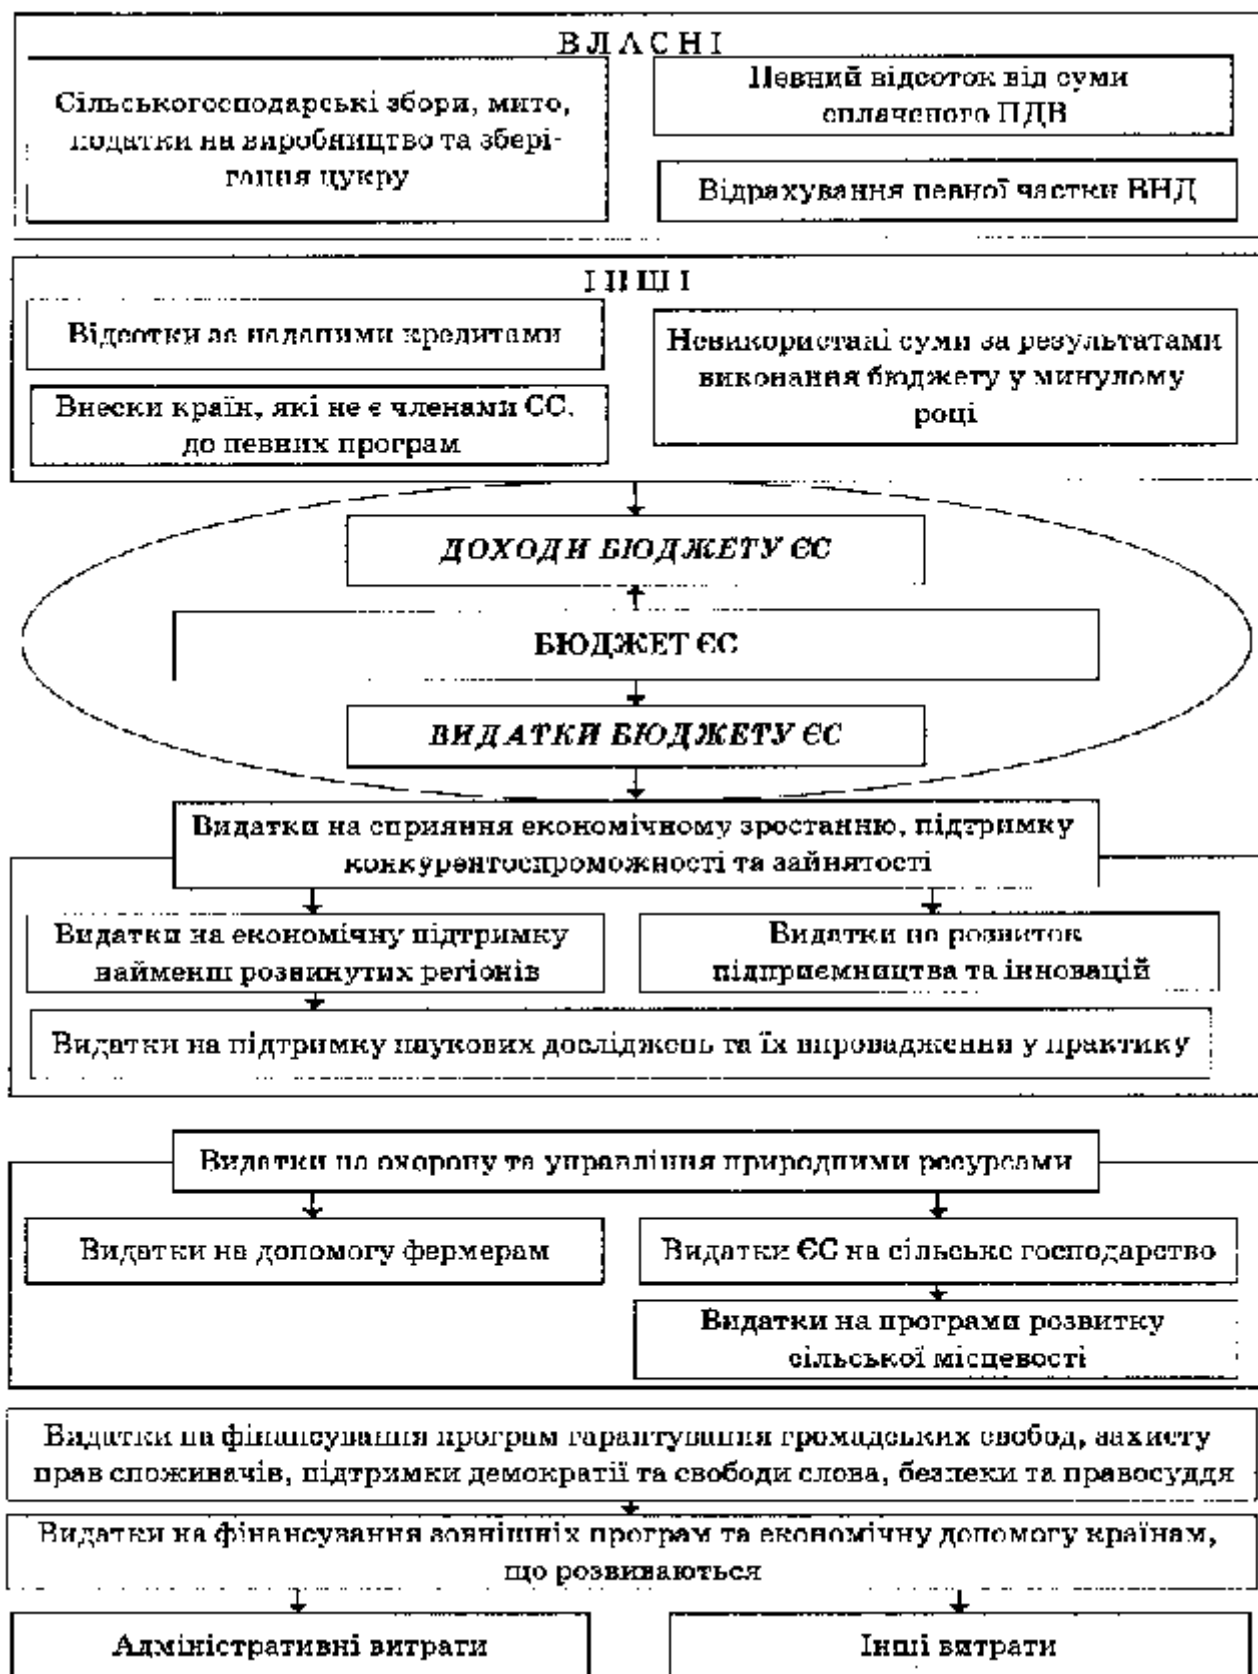 ВЛАСНІ
Сільськогосподарські збори, мито,
податки на виробництво та збері-
гання цукру
Певний відсоток від суми
сплаченого ПДВ
Відрахування певної частки ВНД
ІНШІ
Відсотки за наданими кредитами
Внески країн, які не є членами ЄС,
до певних програм
Невикористані суми за результатами
виконання бюджету у минулому
році
ДОХОДИ БЮДЖЕТУ ЄС
БЮДЖЕТ ЄС
ВИДАТКИ БЮДЖЕТУ ЄС
Видатки на сприяння економічному зростанню, підтримку
конкурентоспроможності та зайнятості
Видатки на економічну підтримку
найменш розвинутих регіонів
Видатки на розвиток
підприємництва та інновацій
Видатки на підтримку наукових досліджень та їх впровадження у практику
Видатки на охорону та управління природними ресурсами
Видатки на допомогу фермерам
Видатки ЄС на сільське господарство
Видатки на програми розвитку
сільської місцевості
Видатки на фінансування програм гарантування громадських свобод, захисту
прав споживачів, підтримки демократії та свободи слова, безпеки та правосуддя
Видатки на фінансування зовнішніх програм та економічну допомогу країнам,
що розвиваються
Адміністративні витрати
Інші витрати